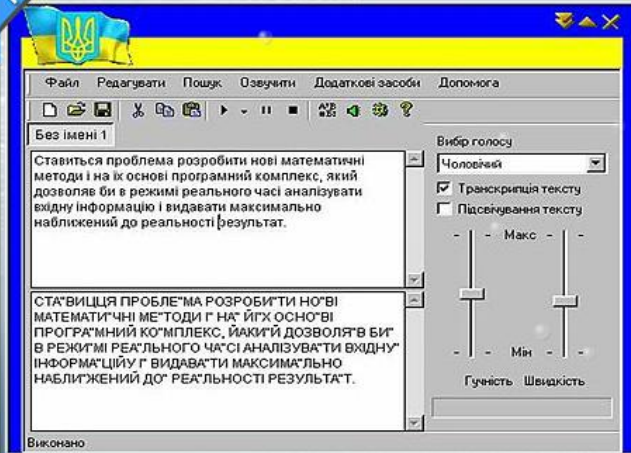 Файл Редагувати Пошук Озвучити Додаткові засоби Допомога
Без імені 1
Ставиться проблема розробити нові математичні
методи і на їх основі програмний комплекс, який
дозволяв би в режимі реального часі аналізувати
вхідну інформацію і видавати максимально
наближений до реальності результат.
СТА"ВИЦЦЯ ПРОБЛЕ"МА РОЗРОБИ"ТИ НО"ВІ
МАТЕМАТИ"ЧНІ МЕ"ТОДИ І" НА" ЙІ"Х ОСНО"ВІ
ПРОГРА"МНИЙ КО"МПЛЕКС, ЙАКИ"Й ДОЗВОЛЯ"В БИ"
В РЕЖИ"МІ РЕА"ЛЬНОГО ЧА"СІ АНАЛІЗУВА"ТИ ВХІДНУ"
ІНФОРМА"ЦІЙУ І" ВИДАВА"ТИ МАКСИМА"ЛЬНО
НАБЛИ"ЖЕНИЙ ДО" РЕА"ЛЬНОСТІ РЕЗУЛЬТА"Т.
Вибір голосу
Чоловічий
Транскрипція тексту
Підсвічування тексту
Макс
Мін
Гучність Швидкість
Виконано